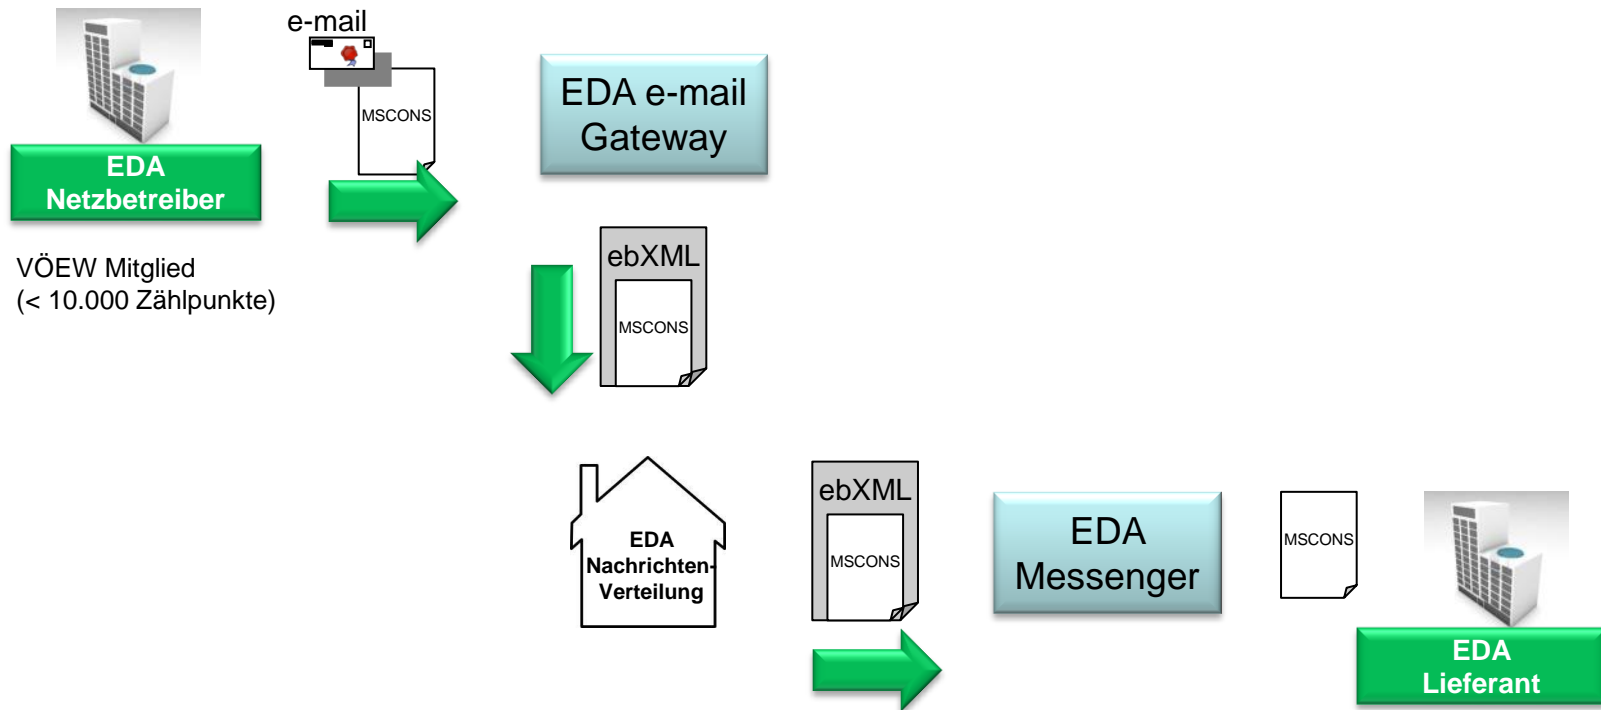 e-mail
MSCONS
EDA e-mail
Gateway
EDA
Netzbetreiber
VÖEW Mitglied
(< 10.000 Zählpunkte)
ebXML
MSCONS
EDA
Nachrichten-
Verteilung
ebXML
MSCONS
EDA
Messenger
MSCONS
EDA
Lieferant